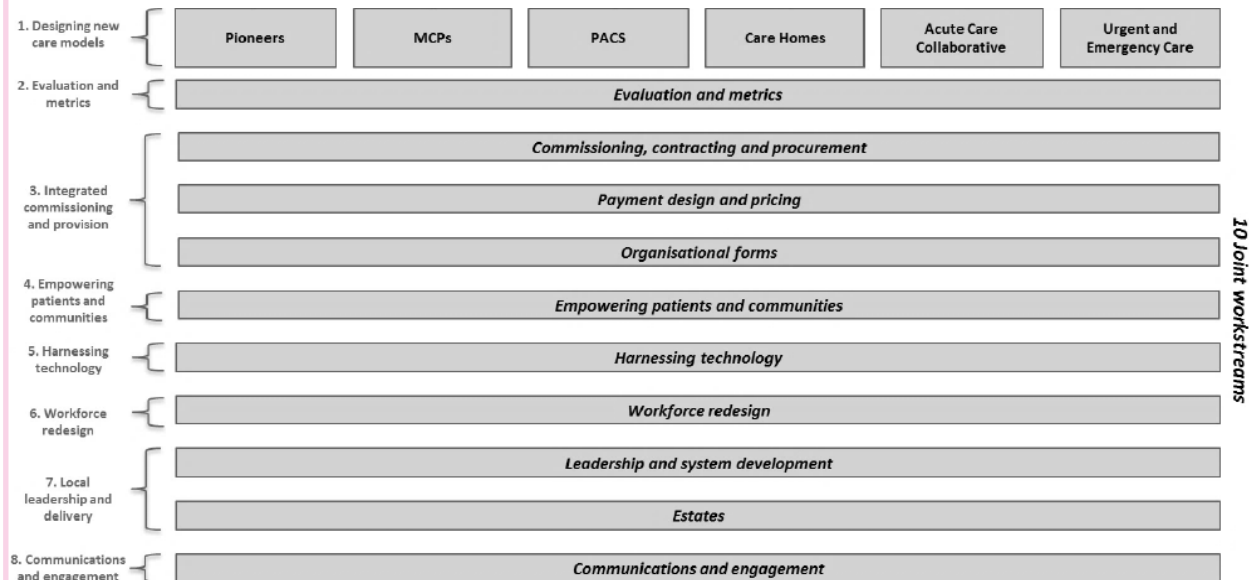 1. Designing new
care models
Pioneers
MCPs
PACS
Care Homes
Acute Care
Collaborative
Urgent and
Emergency Care
2. Evaluation and
metrics
Evaluation and metrics
3. Integrated
commissioning
and provision
Commissioning, contracting and procurement
Payment design and pricing
Organisational forms
4. Empowering
patients and
communities
Empowering patients and communities
5. Harnessing
technology
Harnessing technology
6. Workforce
redesign
Workforce redesign
7. Local
leadership and
delivery
Leadership and system development
Estates
8. Communications
and engagement
Communications and engagement
10 Joint workstreams